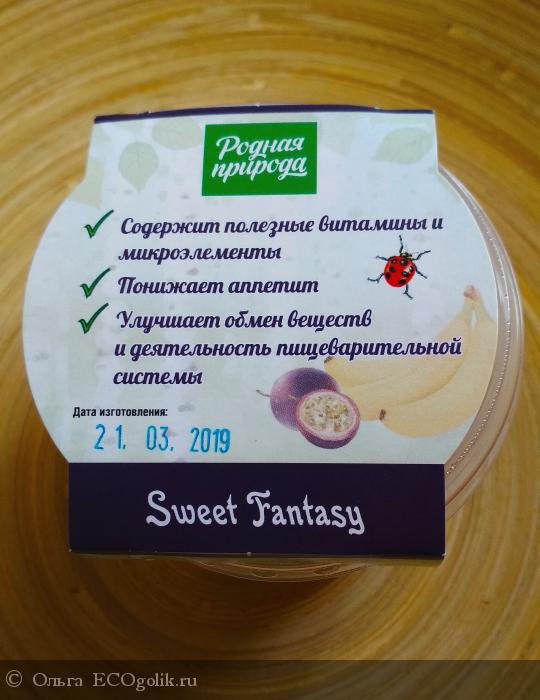 Родная
природа
Содержит полезные витамины и
микроэлементы
Понижает аппетит
Улучшает обмен веществ
и деятельность пищеварительной
системы
Дата изготовления:
21. 03. 2019
Sweet Fantasy
© Ольга ECOgolik.ru